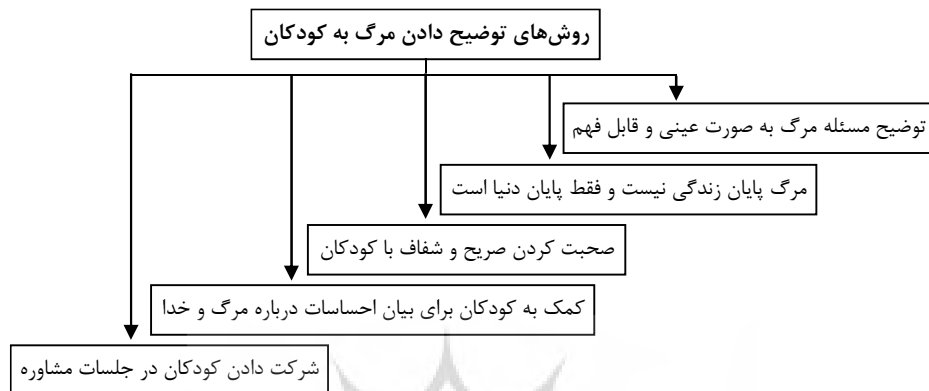 روش‌های توضیح دادن مرگ به کودکان
توضیح مسئله مرگ به صورت عینی و قابل فهم
مرگ پایان زندگی نیست و فقط پایان دنیا است
صحبت کردن صریح و شفاف با کودکان
کمک به کودکان برای بیان احساسات درباره مرگ و خدا
شرکت دادن کودکان در جلسات مشاوره